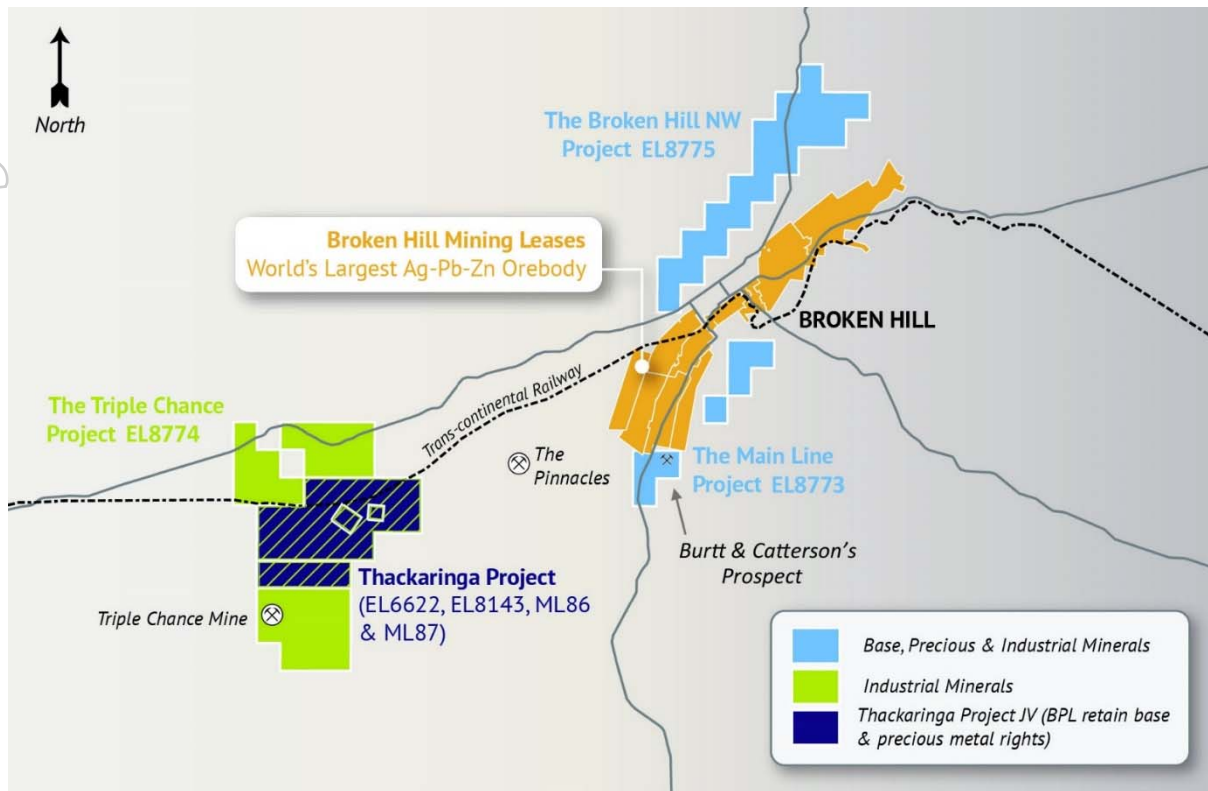 North
The Broken Hill NW
Project EL8775
Broken Hill Mining Leases
World's Largest Ag-Pb-Zn Orebody
BROKEN HILL
The Triple Chance
Project EL8774
Trans-continental Railway
The
Pinnacles
The Main Line
Project EL8773
Burtt & Catterson's
Prospect
Thackaringa Project
(EL6622, EL8143, ML86
& ML87)
Triple Chance Mine
Base, Precious & Industrial Minerals
Industrial Minerals
Thackaringa Project JV (BPL retain base
& precious metal rights)